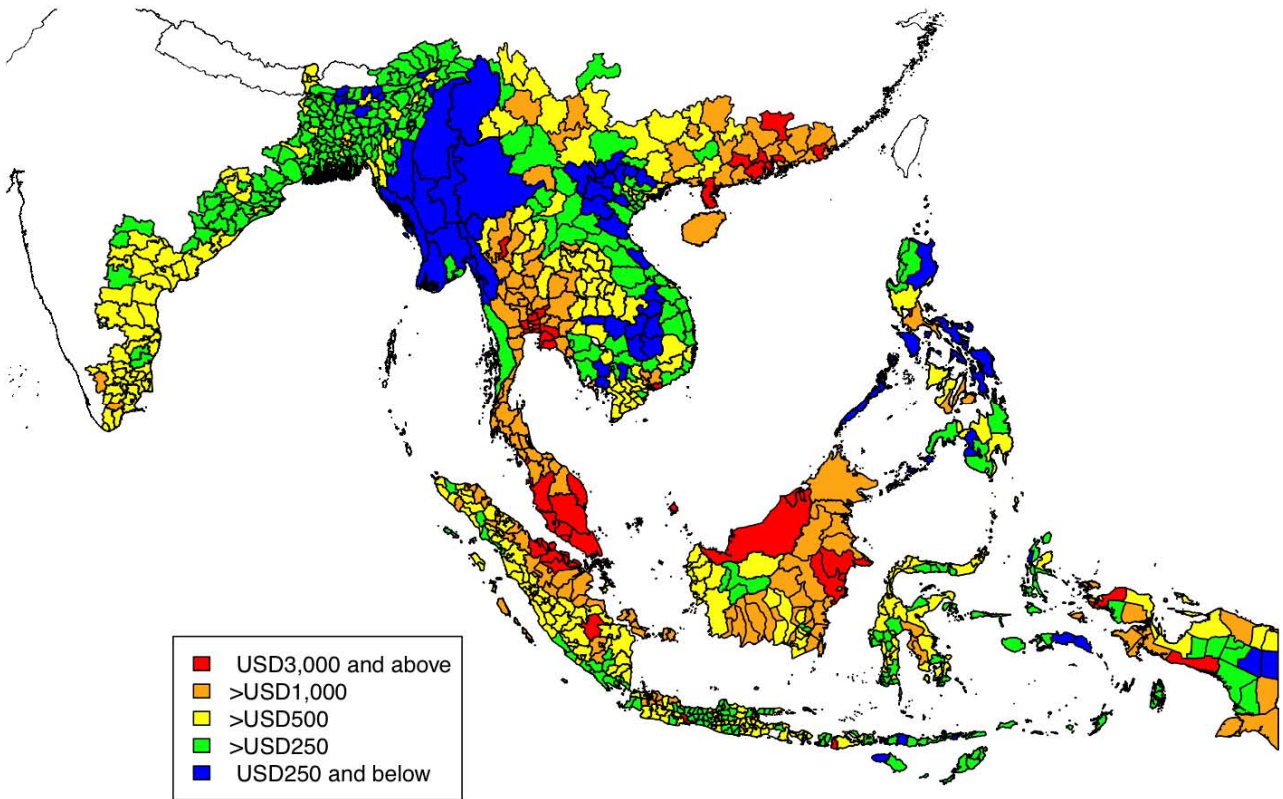 USD3,000 and above
>USD1,000
>USD500
>USD250
USD250 and below